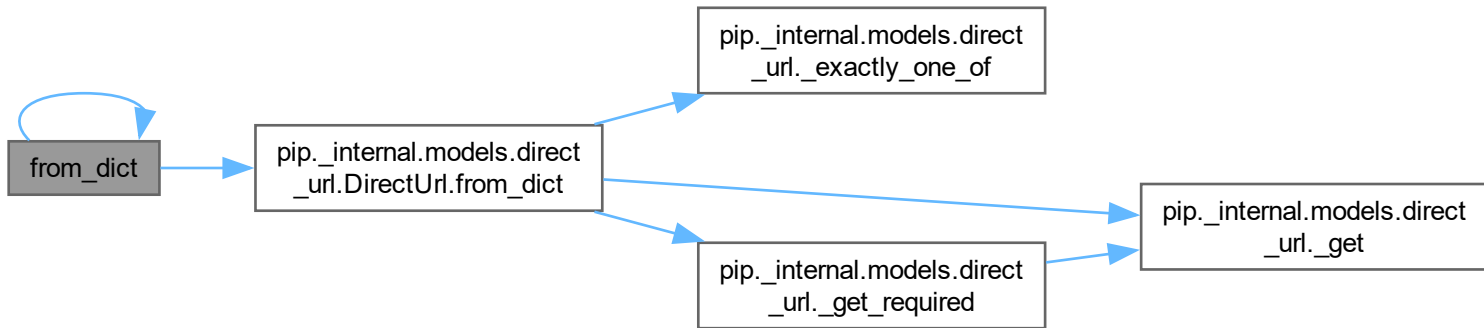 from_dict
pip._internal.models.direct
_url.DirectUrl.from_dict
pip._internal.models.direct
_url._exactly_one_of
pip._internal.models.direct
_url._get_required
pip._internal.models.direct
_url._get